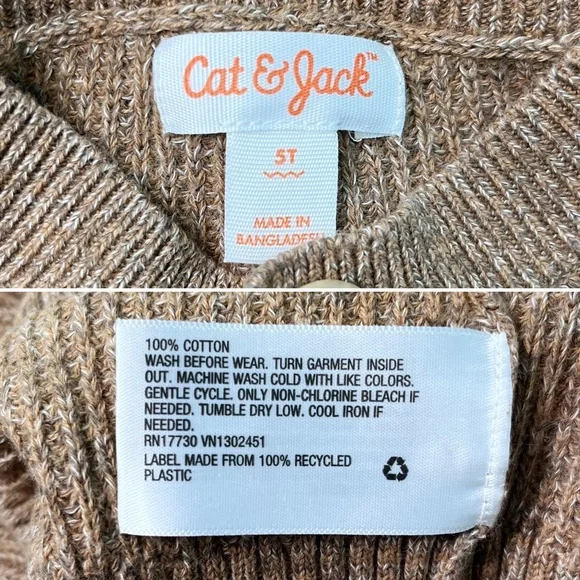 Cat & Jack™
5T
MADE IN
BANGLADESH
100% COTTON
WASH BEFORE WEAR. TURN GARMENT INSIDE
OUT. MACHINE WASH COLD WITH LIKE COLORS.
GENTLE CYCLE. ONLY NON-CHLORINE BLEACH IF
NEEDED. TUMBLE DRY LOW. COOL IRON IF
NEEDED.
RN17730 VN1302451
LABEL MADE FROM 100% RECYCLED
PLASTIC